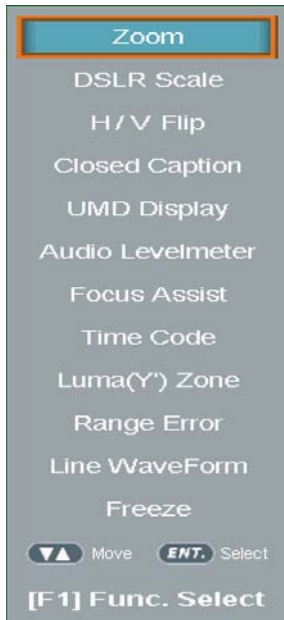 Zoom
DSLR Scale
H/V Flip
Closed Caption
UMD Display
Audio Levelmeter
Focus Assist
Time Code
Luma(Y') Zone
Range Error
Line WaveForm
Freeze
▼▲ Move ENT. Select
[F1] Func. Select